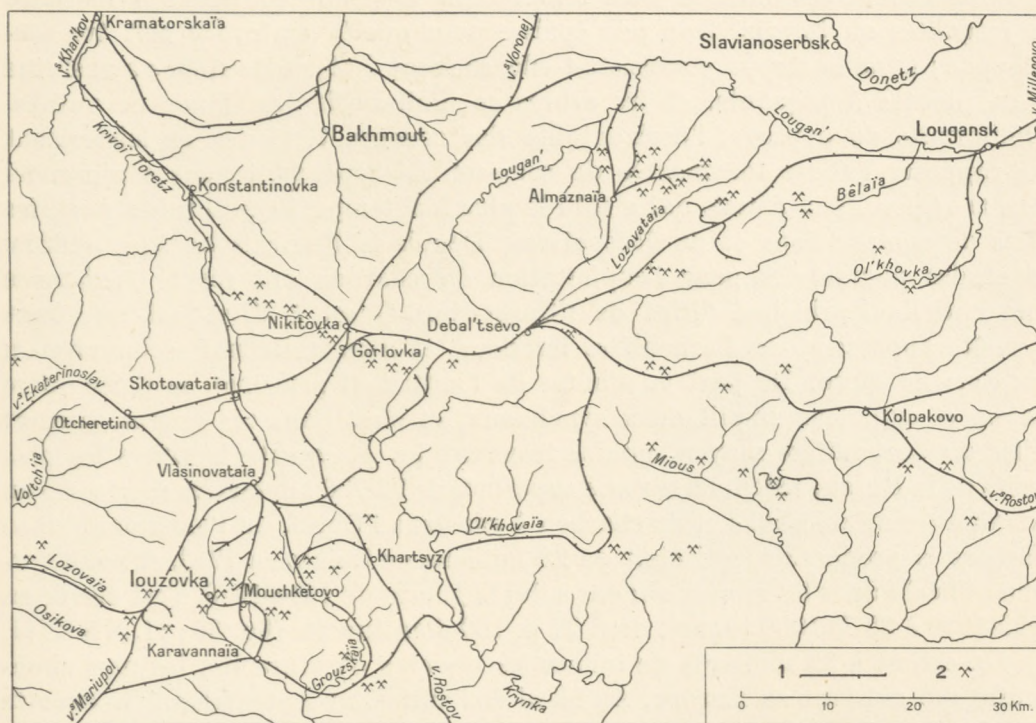 Kramatorskaïa
Slavianoserbsk
v.s Khar'kov
v.s Voronej
Donetz
v.s Millerovo
Lougan'
Lougansk
Bakhmout
Krivoï Toretz
Lougan'
Konstantinovka
Almaznaïa
Bêlaïa
Lozovataïa
Ol'khovka
Nikitovka
Debal'tsévo
Gorlovka
Skotovataïa
v.s Ekaterinoslav
Otcheretino
Kolpakovo
Mious
Vlasinovataïa
Voltch'ia
v.s Rostov
Ol'khovaïa
Khartsyz
Lozovaïa
Iouzovka
Mouchketovo
Osikova
Karavannaïa
Grouzskaïa
v.s Mariupol
v.s Rostov
Krynka
1 2
0 10 20 30 Km.